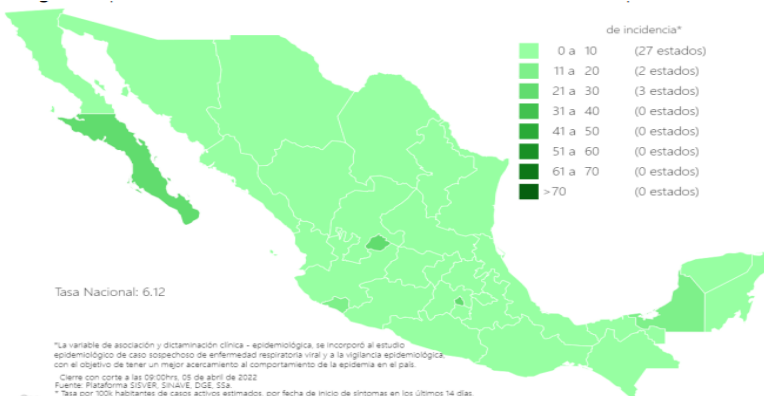 de incidencia*
0 a 10 (27 estados)
11 a 20 (2 estados)
21 a 30 (3 estados)
31 a 40 (0 estados)
41 a 50 (0 estados)
51 a 60 (0 estados)
61 a 70 (0 estados)
>70 (0 estados)
Tasa Nacional: 6.12
*La variable de asociación y dictaminación clínica - epidemiológica, se incorporó al estudio
epidemiológico de caso sospechoso de enfermedad respiratoria viral y a la vigilancia epidemiológica,
con el objetivo de tener un mejor acercamiento al comportamiento de la epidemia en el país.
Cierre con corte a las 09:00hrs, 05 de abril de 2022
Fuente: Plataforma SISVER, SINAVE, DGE, SSa.
* Tasa por 100k habitantes de casos activos estimados, por fecha de inicio de síntomas en los últimos 14 días.